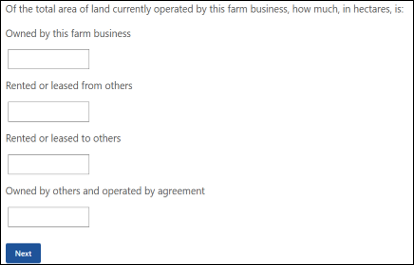 Of the total area of land currently operated by this farm business, how much, in hectares, is:
Owned by this farm business
Rented or leased from others
Rented or leased to others
Owned by others and operated by agreement
Next